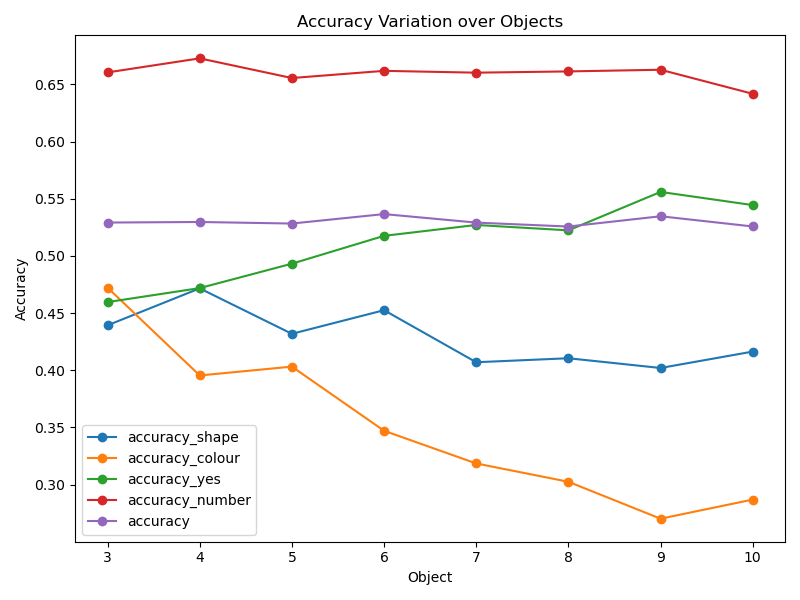 Accuracy Variation over Objects
Accuracy
0.65
0.60
0.55
0.50
0.45
0.40
0.35
0.30
accuracy_shape
accuracy_colour
accuracy_yes
accuracy_number
accuracy
3 4 5 6 7 8 9 10
Object